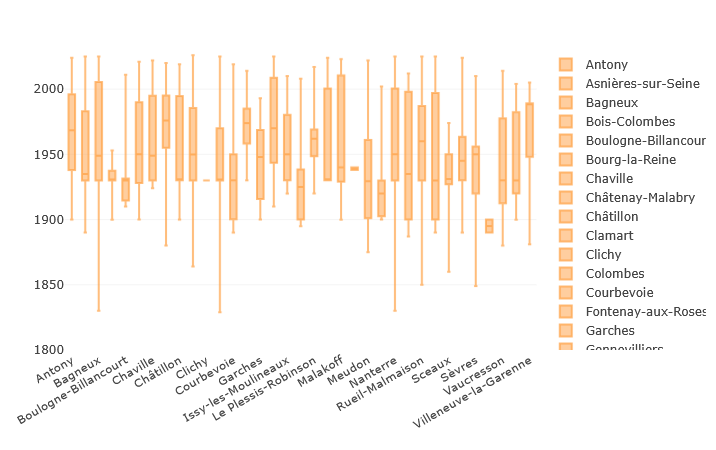 2000
1950
1900
1850
1800
Antony
Bagneux
Boulogne-Billancourt
Chaville
Châtillon
Clichy
Courbevoie
Garches
Issy-les-Moulineaux
Le Plessis-Robinson
Malakoff
Meudon
Nanterre
Rueil-Malmaison
Sceaux
Sèvres
Vaucresson
Villeneuve-la-Garenne
Antony
Asnières-sur-Seine
Bagneux
Bois-Colombes
Boulogne-Billancour
Bourg-la-Reine
Chaville
Châtenay-Malabry
Châtillon
Clamart
Clichy
Colombes
Courbevoie
Fontenay-aux-Roses
Garches
Gennevilliers